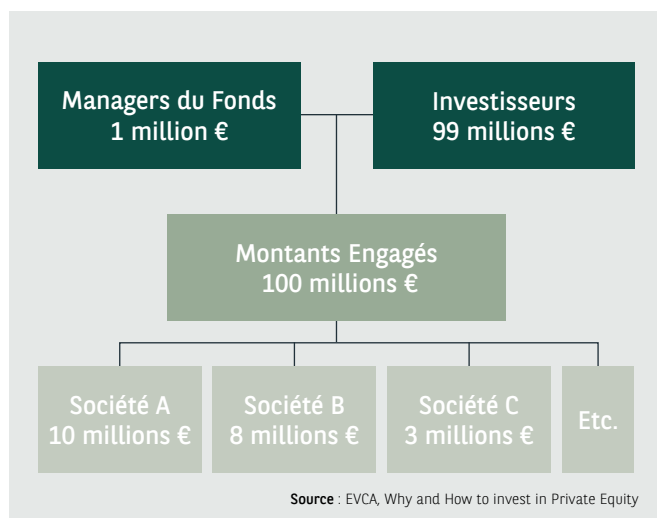 Managers du Fonds
1 million €
Investisseurs
99 millions €
Montants Engagés
100 millions €
Société A
10 millions €
Société B
8 millions €
Société C
3 millions €
Etc.
Source : EVCA, Why and How to invest in Private Equity